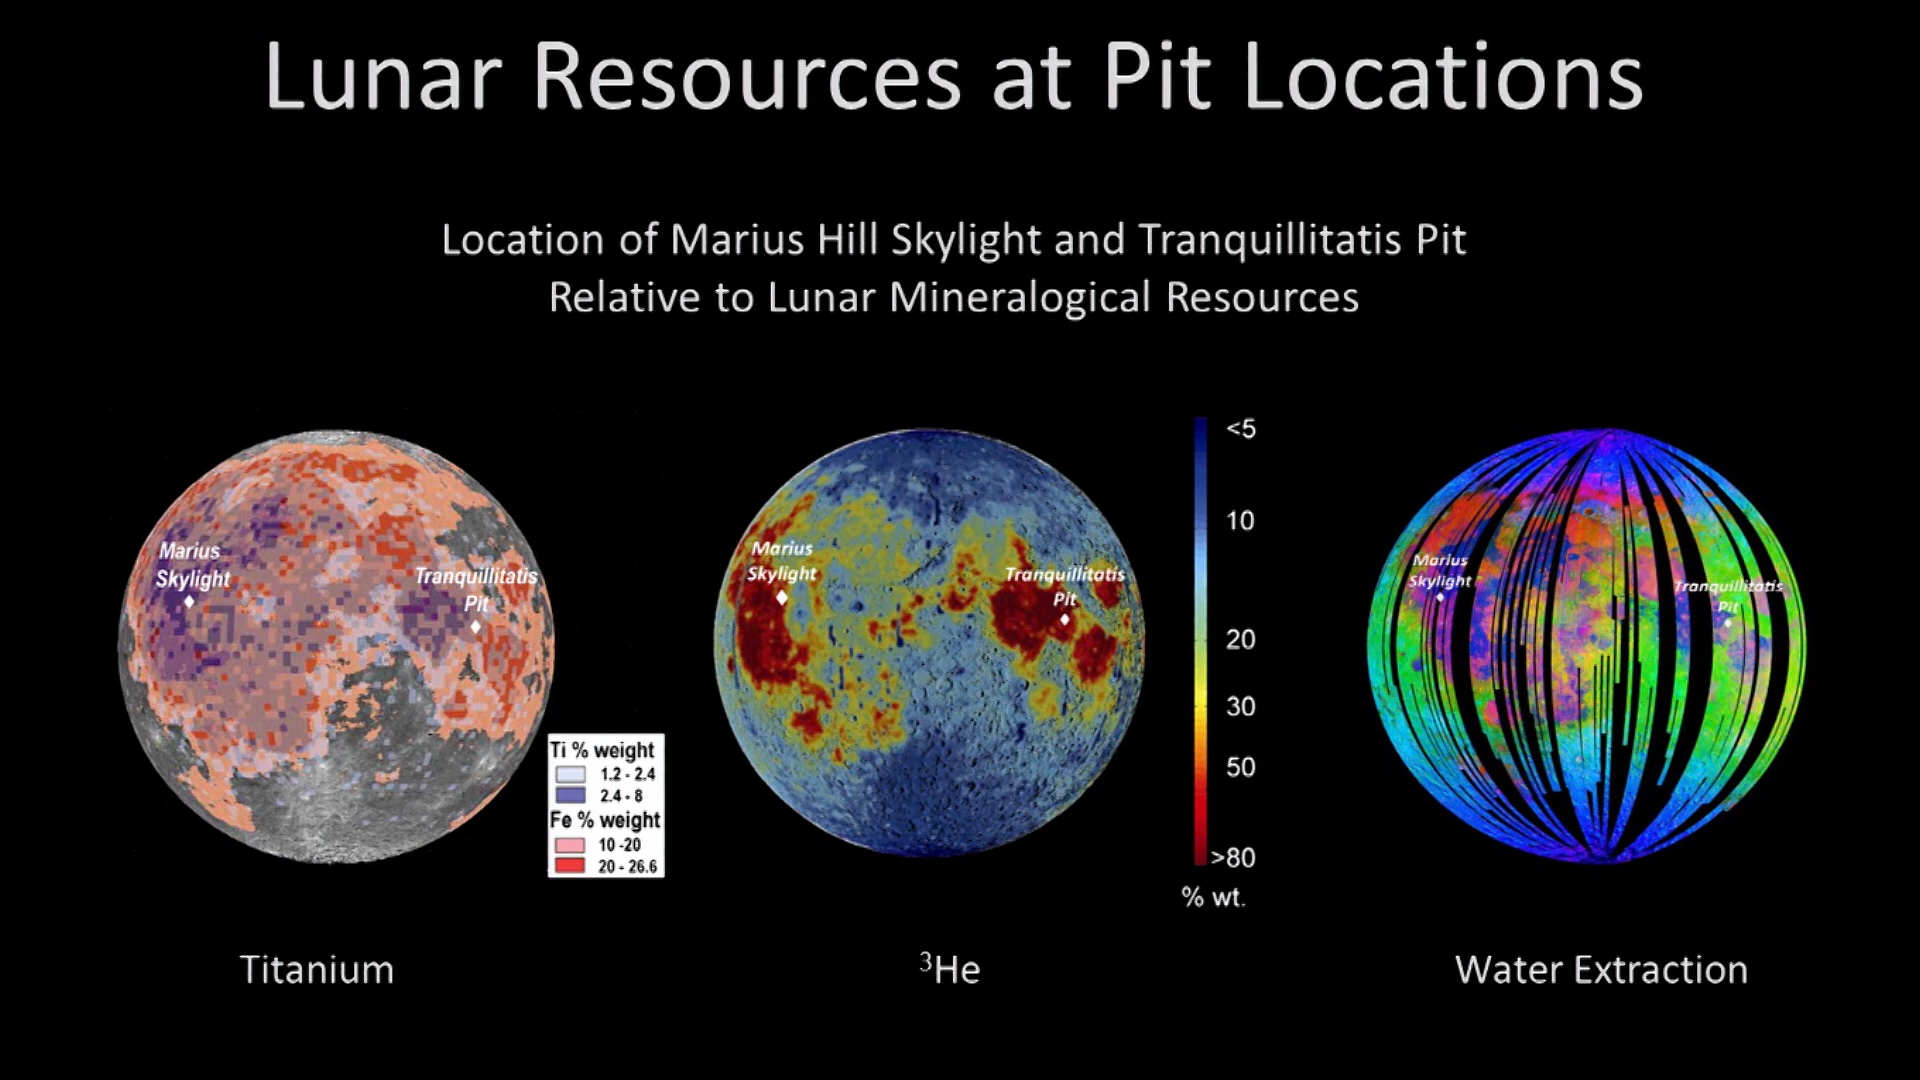 Lunar Resources at Pit Locations
Location of Marius Hill Skylight and Tranquillitatis Pit
Relative to Lunar Mineralogical Resources
Marius
Skylight
Tranquillitatis
Pit
Ti % weight
1.2 - 2.4
2.4 - 8
Fe % weight
10 -20
20 - 26.6
Titanium
Marius
Skylight
Tranquillitatis
Pit
<5
10
20
30
50
>80
% wt.
³He
Marius
Skylight
Tranquillitatis
Pit
Water Extraction